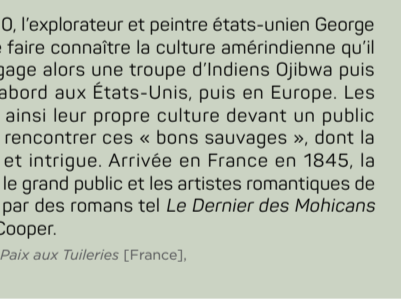 0, l'explorateur et peintre états-unien George
faire connaître la culture amérindienne qu'il
gage alors une troupe d'Indiens Ojibwa puis
abord aux États-Unis, puis en Europe. Les
ainsi leur propre culture devant un public
rencontrer ces « bons sauvages », dont la
et intrigue. Arrivée en France en 1845, la
le grand public et les artistes romantiques de
par des romans tel Le Dernier des Mohicans
Cooper.
Paix aux Tuileries [France],